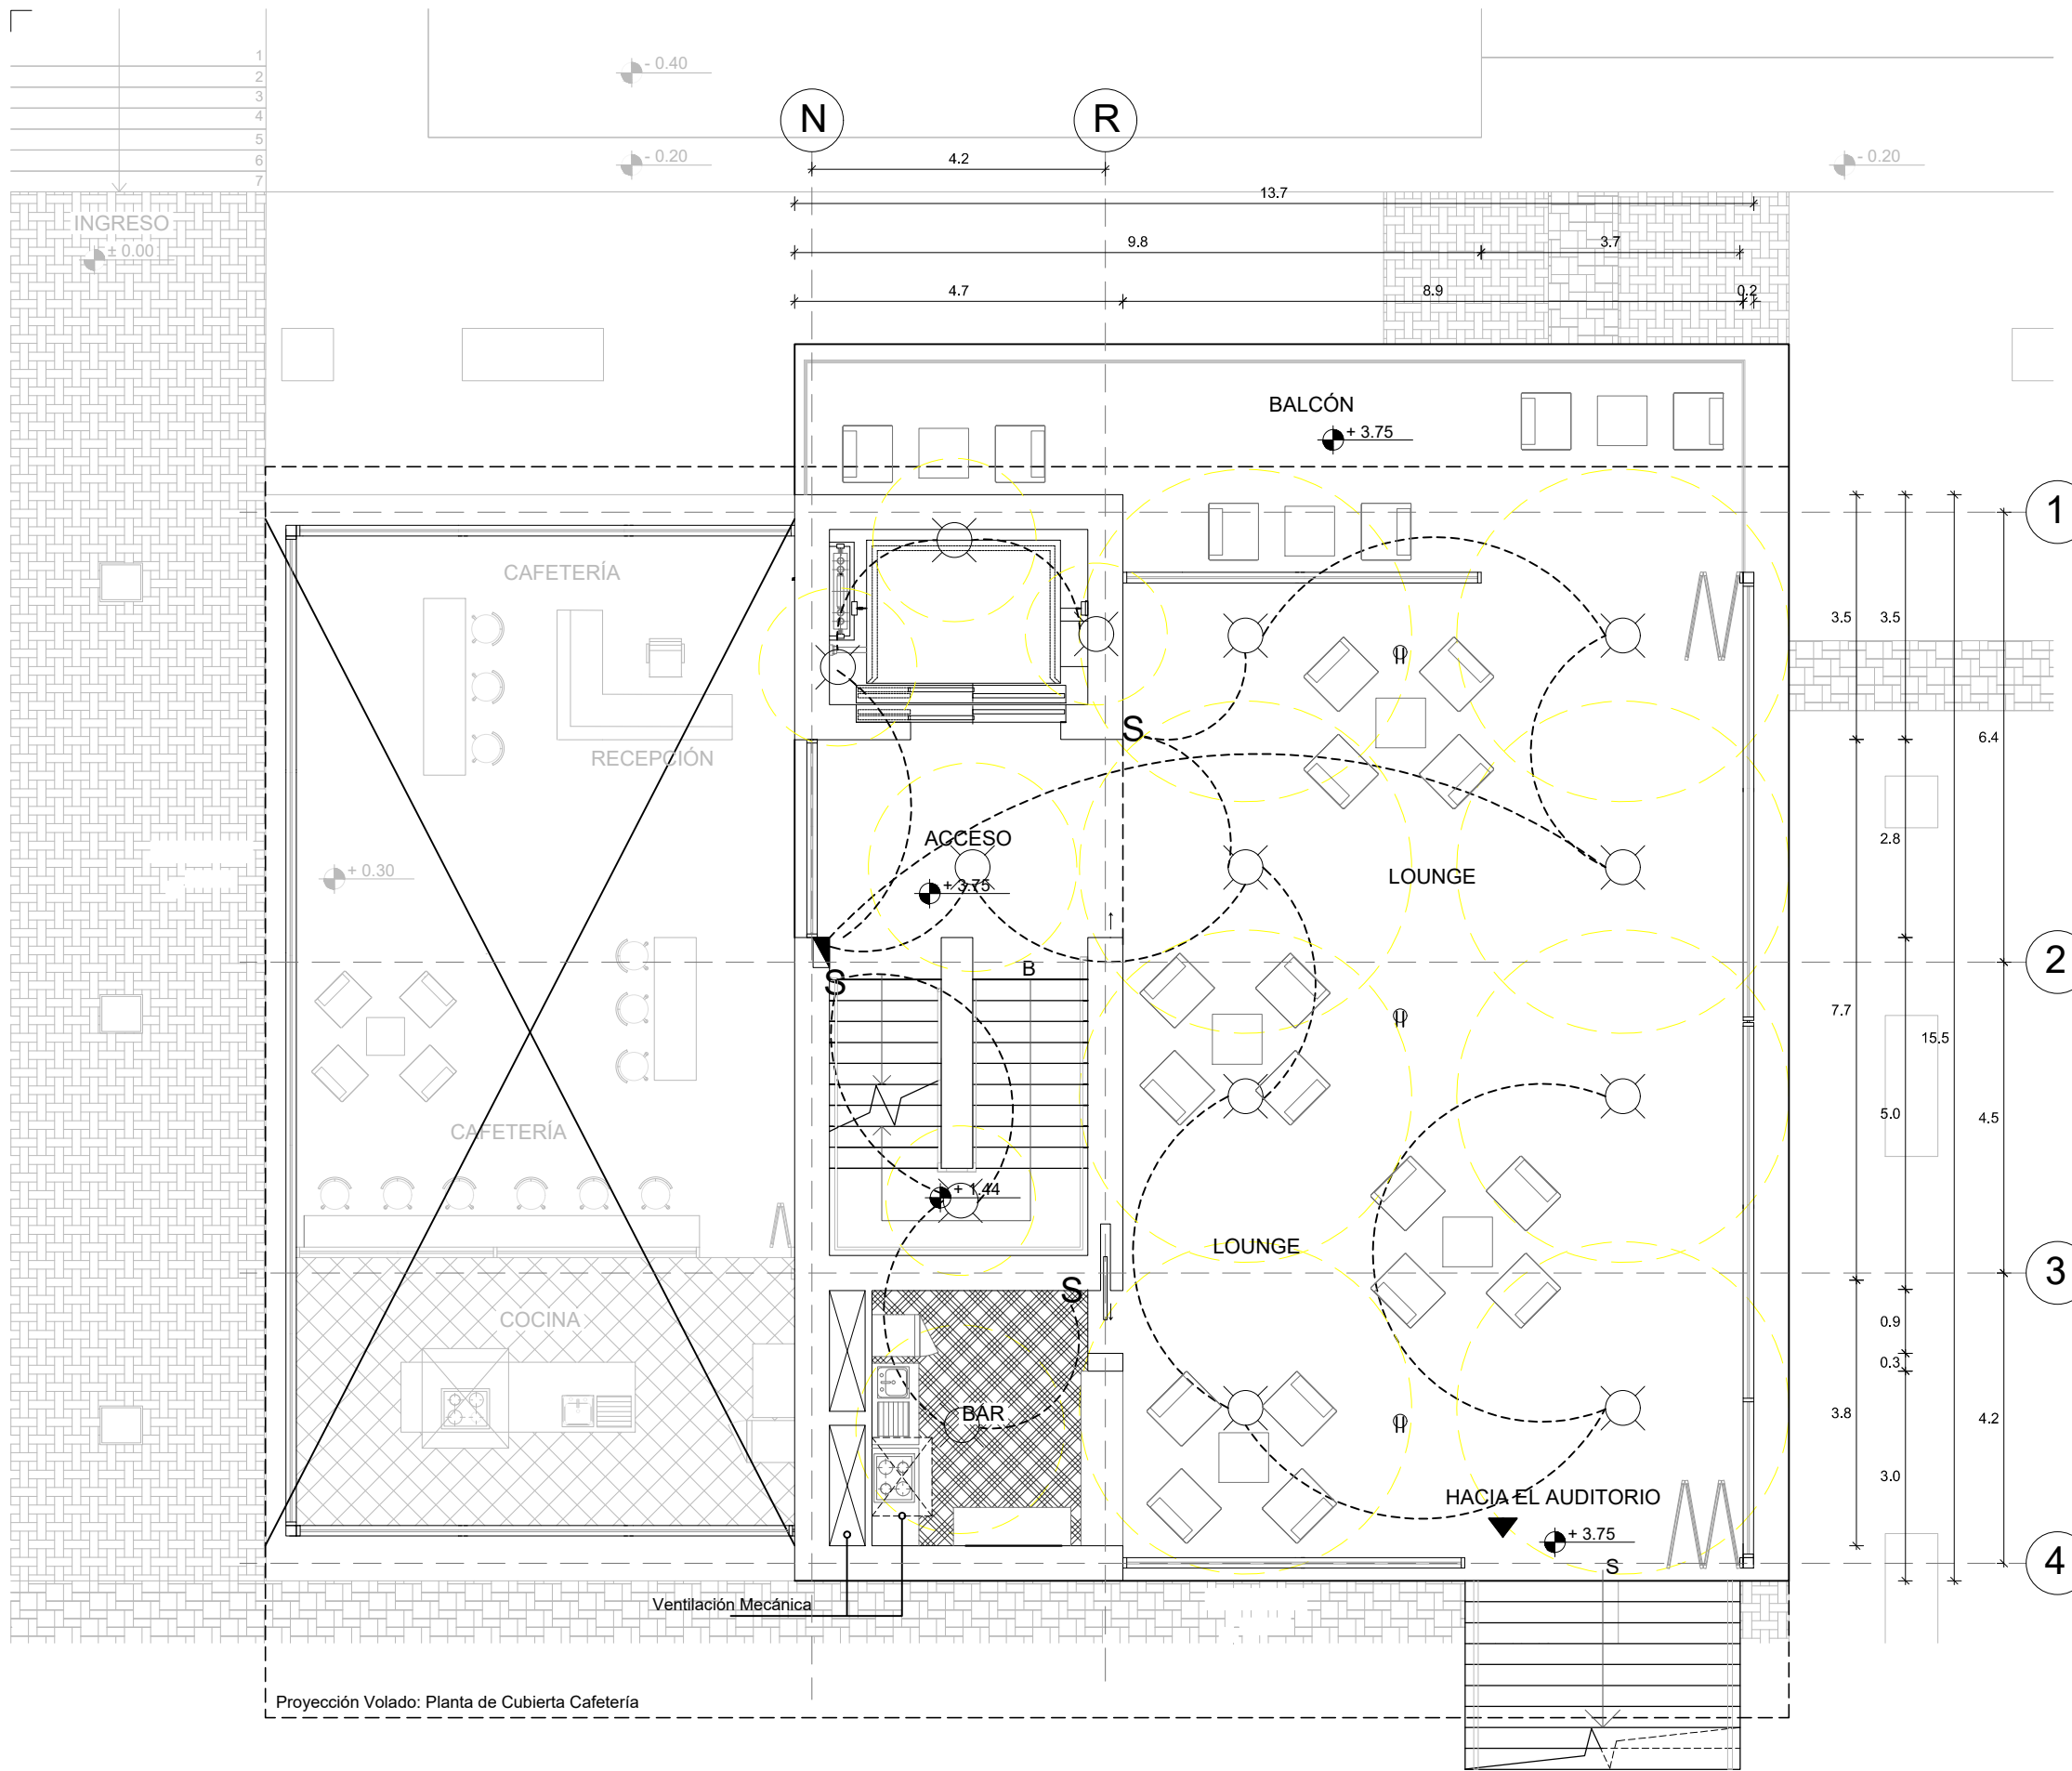 1
2
3
4
5
6
7
- 0.40
- 0.20
- 0.20
N
R
4.2
13.7
9.8
3.7
4.7
8.9
0.2
INGRESO
± 0.00
BALCÓN
+ 3.75
1
CAFETERÍA
3.5
3.5
RECEPCIÓN
S
6.4
ACCESO
2.8
+ 0.30
LOUNGE
+ 3.75
2
B
S
7.7
15.5
5.0
4.5
CAFETERÍA
+ 1.44
LOUNGE
3
S
COCINA
0.9
0.3
BAR
3.8
4.2
3.0
HACIA EL AUDITORIO
+ 3.75
4
S
Ventilación Mecánica
Proyección Volado: Planta de Cubierta Cafetería